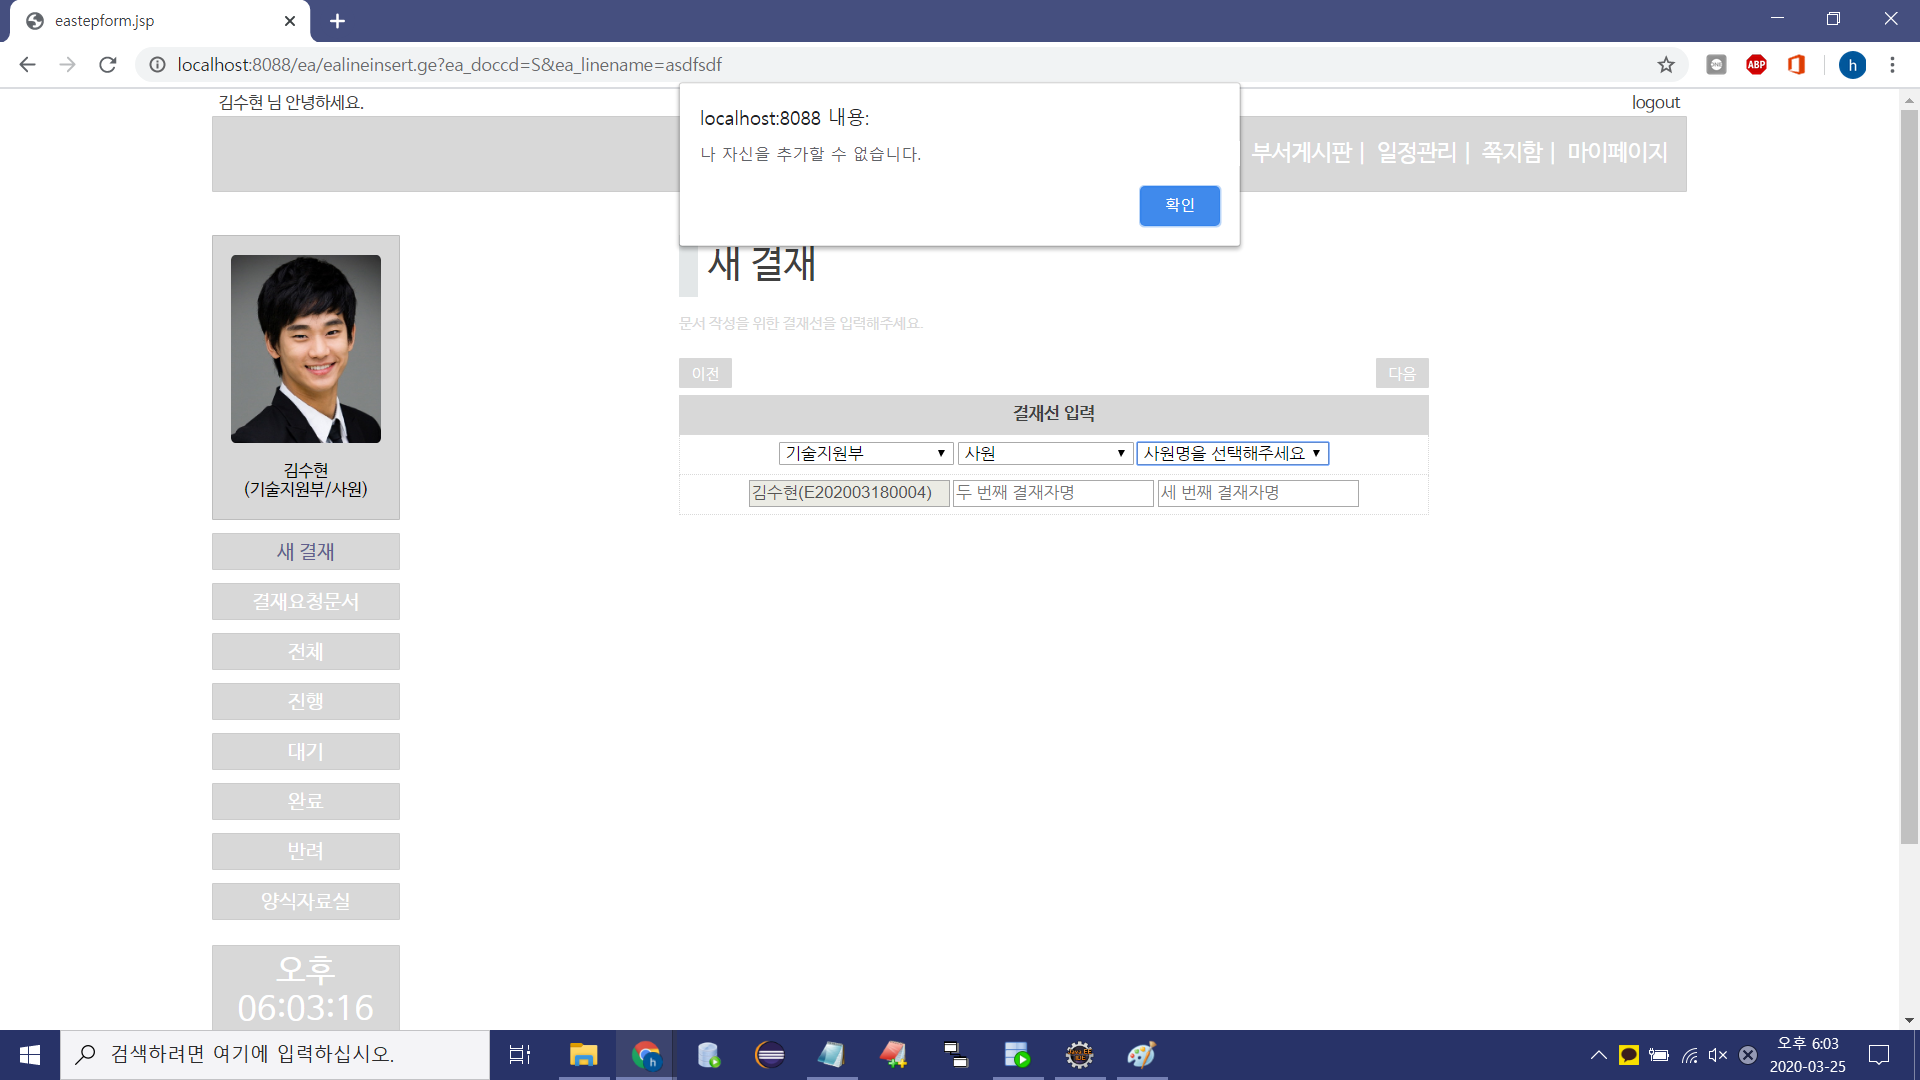 eastepform.jsp
localhost:8088/ea/ealineinsert.ge?ea_doccd=S&ea_linename=asdfsdf
ABP
h
김수현 님 안녕하세요.
logout
localhost:8088 내용:
나 자신을 추가할 수 없습니다.
확인
부서게시판 | 일정관리 | 쪽지함 | 마이페이지
새 결재
문서 작성을 위한 결재선을 입력해주세요.
이전
다음
결재선 입력
기술지원부
사원
사원명을 선택해주세요
김수현(E202003180004)
두 번째 결재자명
세 번째 결재자명
김수현
(기술지원부/사원)
새 결재
결재요청문서
전체
진행
대기
완료
반려
양식자료실
오후
06:03:16
검색하려면 여기에 입력하십시오.
h
오후 6:03
2020-03-25